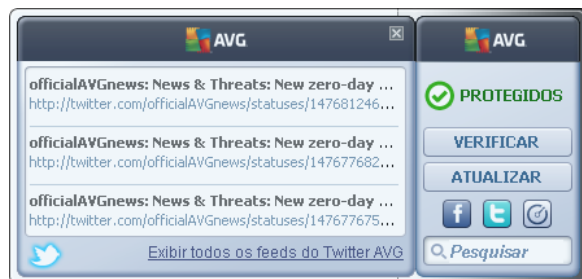 AVG
officialAVGnews: News & Threats: New zero-day ...
http://twitter.com/officialAVGnews/statuses/147681246...
officialAVGnews: News & Threats: New zero-day ...
http://twitter.com/officialAVGnews/statuses/147677682...
officialAVGnews: News & Threats: New zero-day ...
http://twitter.com/officialAVGnews/statuses/147677675...
Exibir todos os feeds do Twitter AVG
AVG
PROTEGIDOS
VERIFICAR
ATUALIZAR
Pesquisar